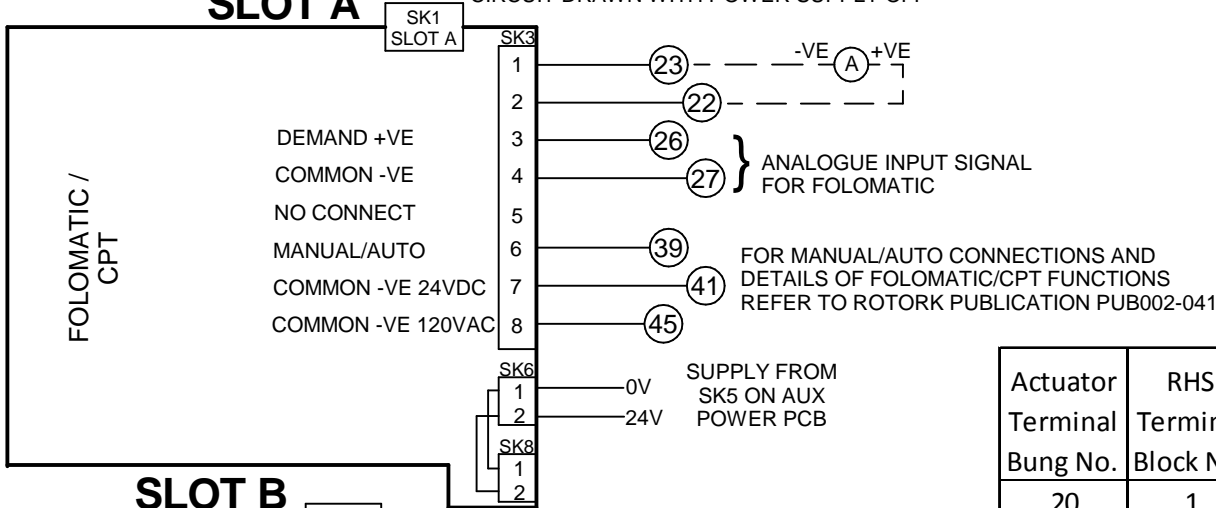 SLOT A
SK1
SLOT A
SK3
1
23
-VE
A
+VE
2
22
DEMAND +VE
3
26
COMMON -VE
4
27
}
ANALOGUE INPUT SIGNAL
FOR FOLOMATIC
NO CONNECT
5
MANUAL/AUTO
6
39
COMMON -VE 24VDC
7
41
COMMON -VE 120VAC
8
45
FOR MANUAL/AUTO CONNECTIONS AND
DETAILS OF FOLOMATIC/CPT FUNCTIONS
REFER TO ROTORK PUBLICATION PUB002-041
FOLOMATIC /
CPT
SK6
1
0V
2
24V
SUPPLY FROM
SK5 ON AUX
POWER PCB
SK8
1
2
SLOT B
Actuator
Terminal
Bung No.
RHS
Block
20
1